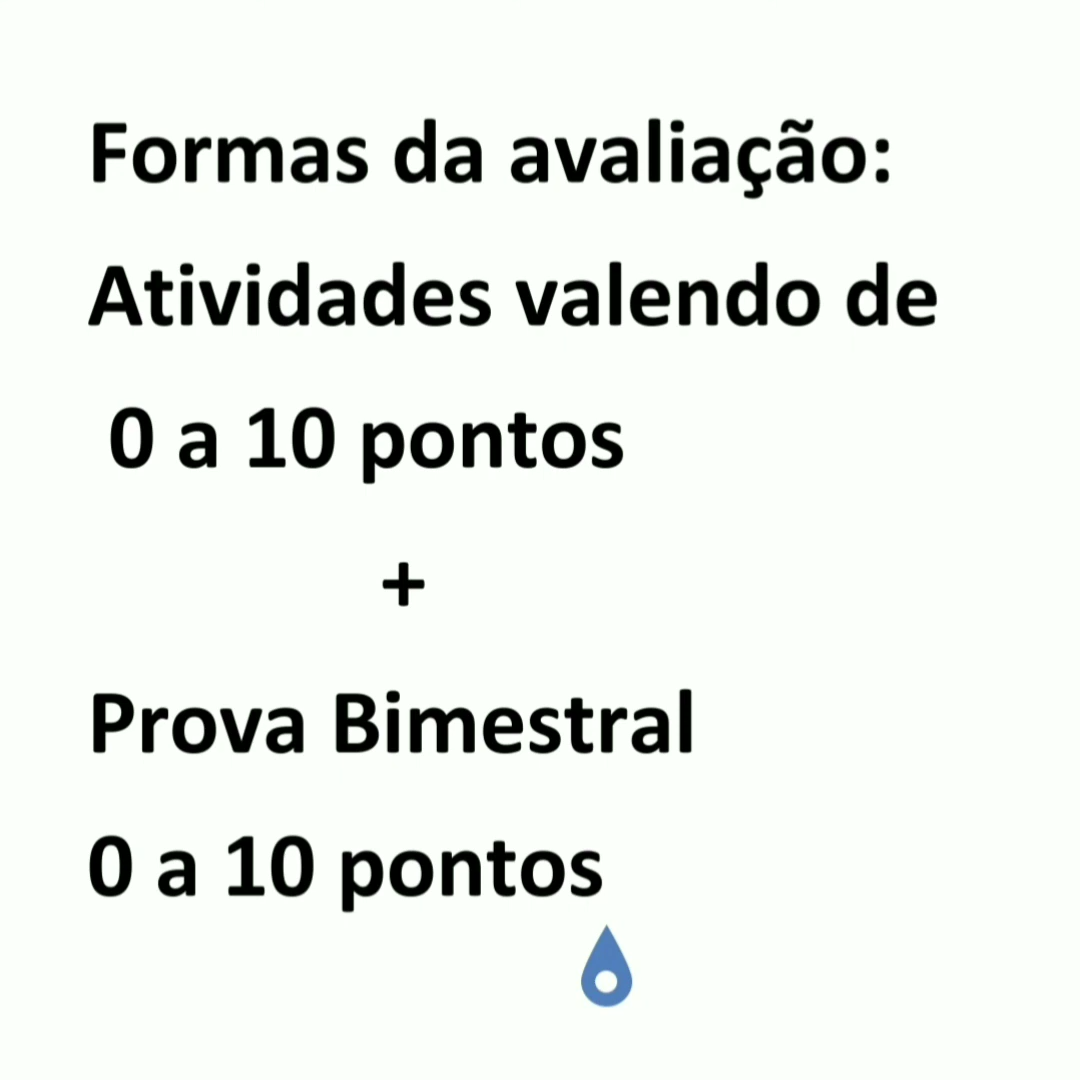 Formas da avaliação:
Atividades valendo de
0 a 10 pontos
+
Prova Bimestral
0 a 10 pontos